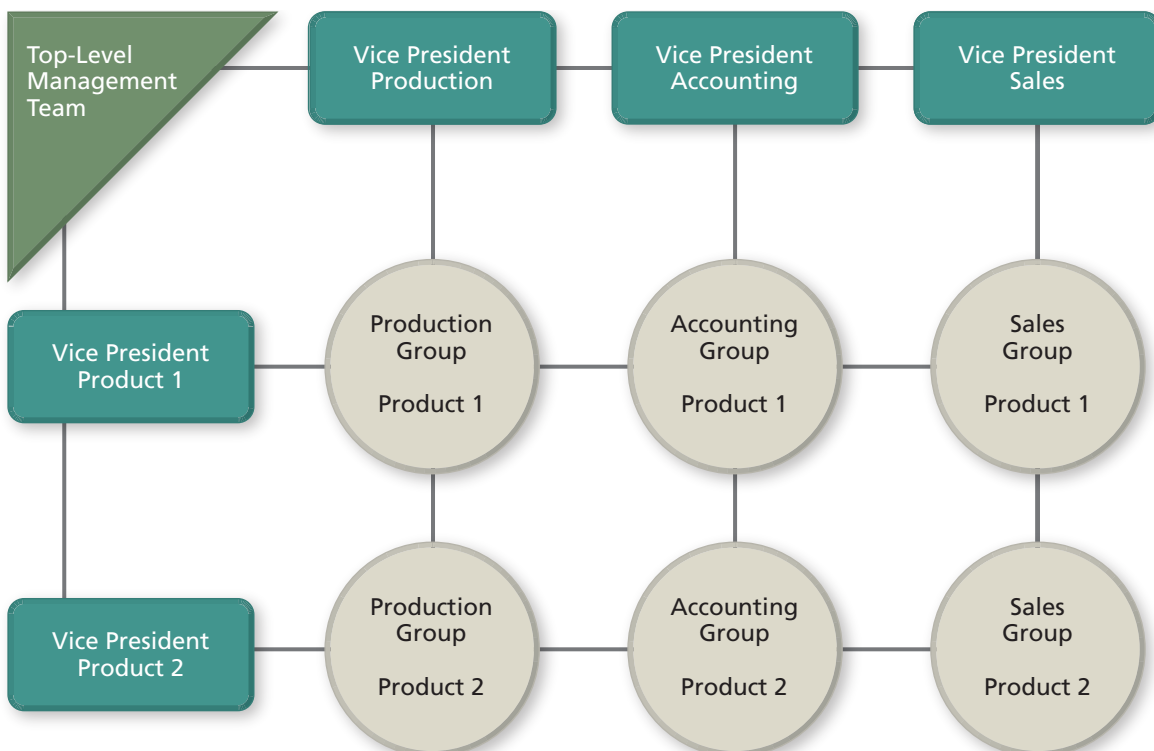 Top-Level
Management
Team
Vice President
Production
Vice President
Accounting
Vice President
Sales
Vice President
Product 1
Production
Group
Product 1
Accounting
Group
Product 1
Sales
Group
Product 1
Vice President
Product 2
Production
Group
Product 2
Accounting
Group
Product 2
Sales
Group
Product 2